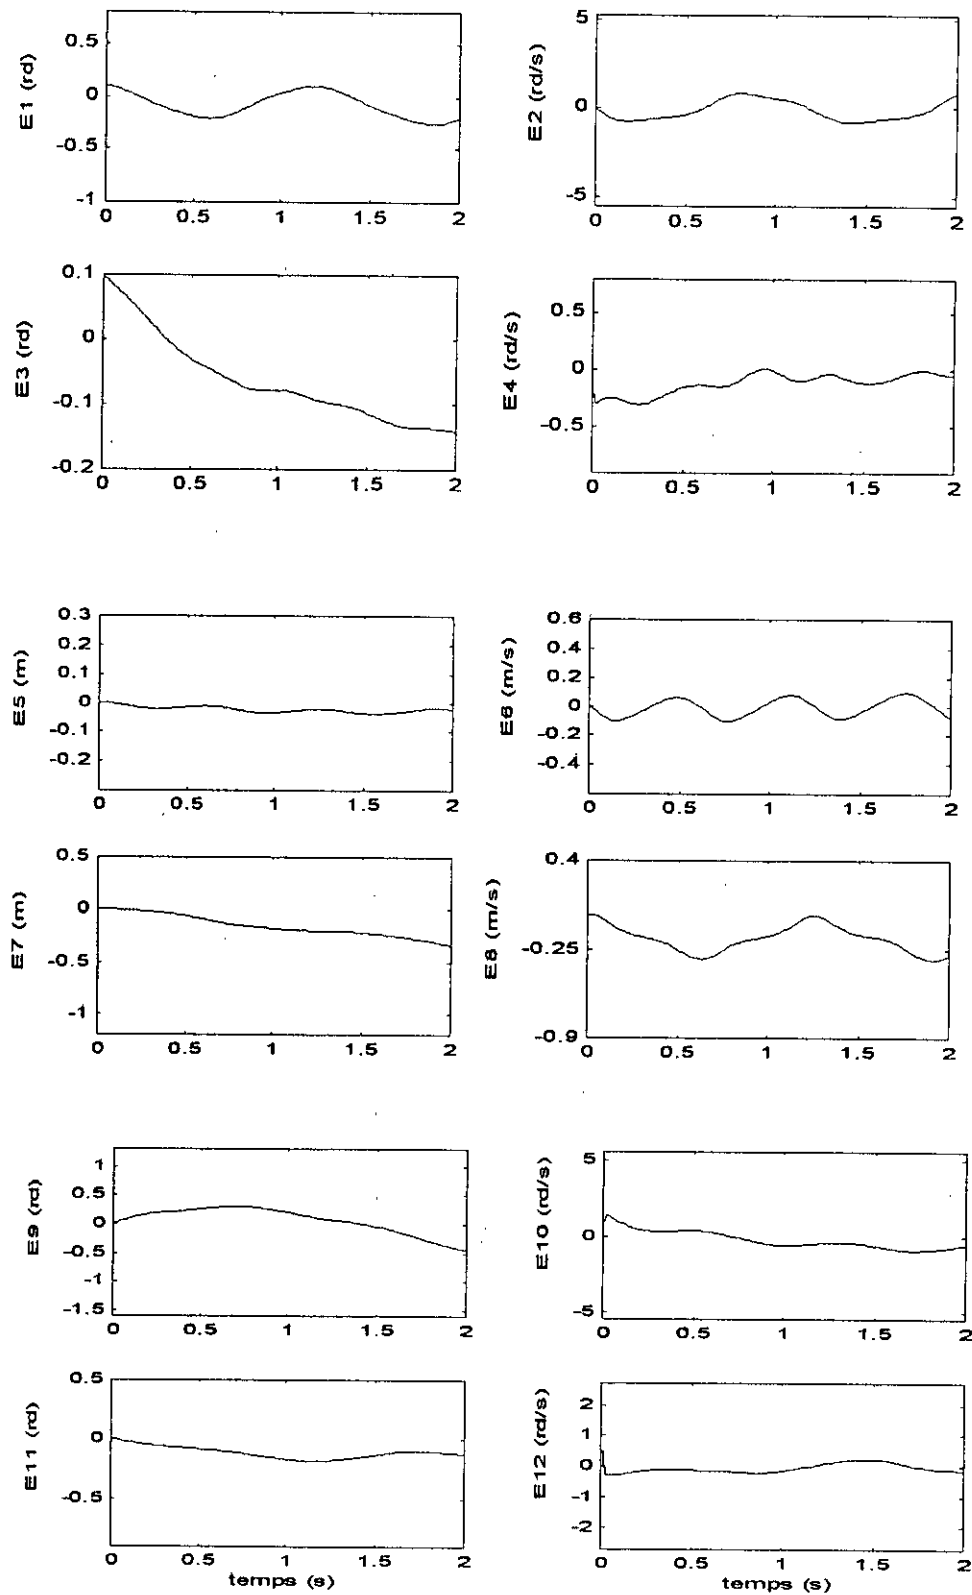 E1 (rd)
0.5
0
-0.5
-1
0 0.5 1 1.5 2
E2 (rd/s)
5
0
-5
0 0.5 1 1.5 2
E3 (rd)
0.1
0
-0.1
-0.2
0 0.5 1 1.5 2
E4 (rd/s)
0.5
0
-0.5
0 0.5 1 1.5 2
E5 (m)
0.3
0.2
0.1
0
-0.1
-0.2
0 0.5 1 1.5 2
E6 (m/s)
0.6
0.4
0.2
0
-0.2
-0.4
0 0.5 1 1.5 2
E7 (m)
0.5
0
-0.5
-1
0 0.5 1 1.5 2
E8 (m/s)
0.4
-0.25
-0.9
0 0.5 1 1.5 2
E9 (rd)
1
0.5
0
-0.5
-1
-1.5
0 0.5 1 1.5 2
E10 (rd/s)
5
0
-5
0 0.5 1 1.5 2
E11 (rd)
0.5
0
-0.5
0 0.5 1 1.5 2
temps (s)
E12 (rd/s)
2
1
0
-1
-2
0 0.5 1 1.5 2
temps (s)